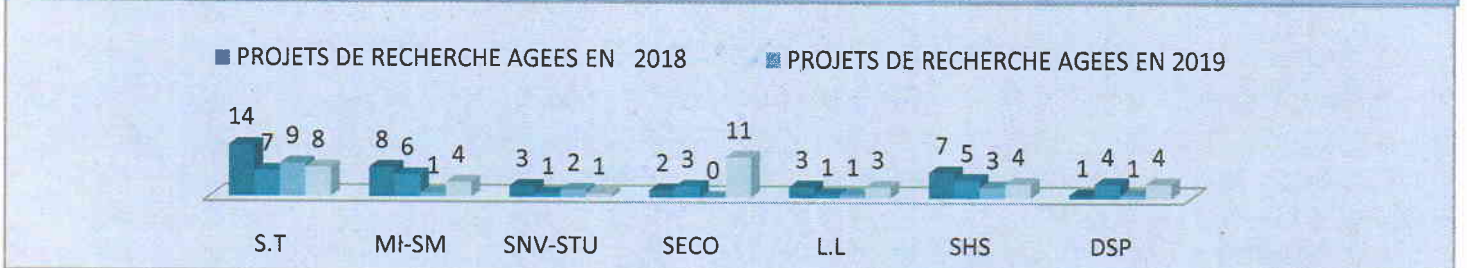 PROJETS DE RECHERCHE AGEES EN 2018 PROJETS DE RECHERCHE AGEES EN 2019
14 7 9 8 8 6 1 4 3 1 2 1 2 3 0 11 3 1 1 3 7 5 3 4 1 4 1 4
S.T MI-SM SNV-STU SECO L.L SHS DSP